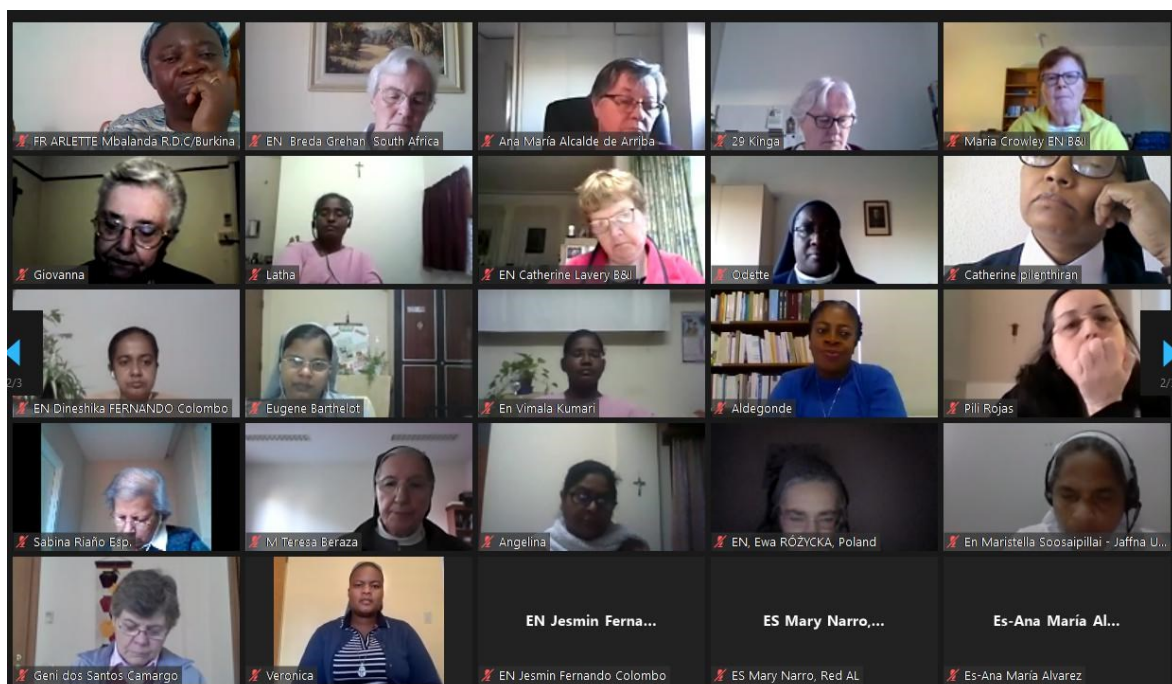 FR ARLETTE Mbalanda R.D.C/Burkina
EN Breda Grehan South Africa
Ana María Alcalde de Arriba
29 Kinga
Maria Crowley EN B&I
Giovanna
Latha
EN Catherine Lavery B&I
Odette
Catherine pilenthiran
2/3
EN Dineshika FERNANDO Colombo
Eugene Barthelot
En Vimala Kumari
Aldegonde
Pili Rojas
2/
Sabina Riaño Esp.
M Teresa Beraza
Angelina
EN, Ewa RÓŻYCKA, Poland
En Maristella Soosaipillai - Jaffna U...
Geni dos Santos Camargo
Veronica
EN Jesmin Ferna...
EN Jesmin Fernando Colombo
ES Mary Narro,...
ES Mary Narro, Red AL
Es-Ana María Al...
Es-Ana María Alvarez